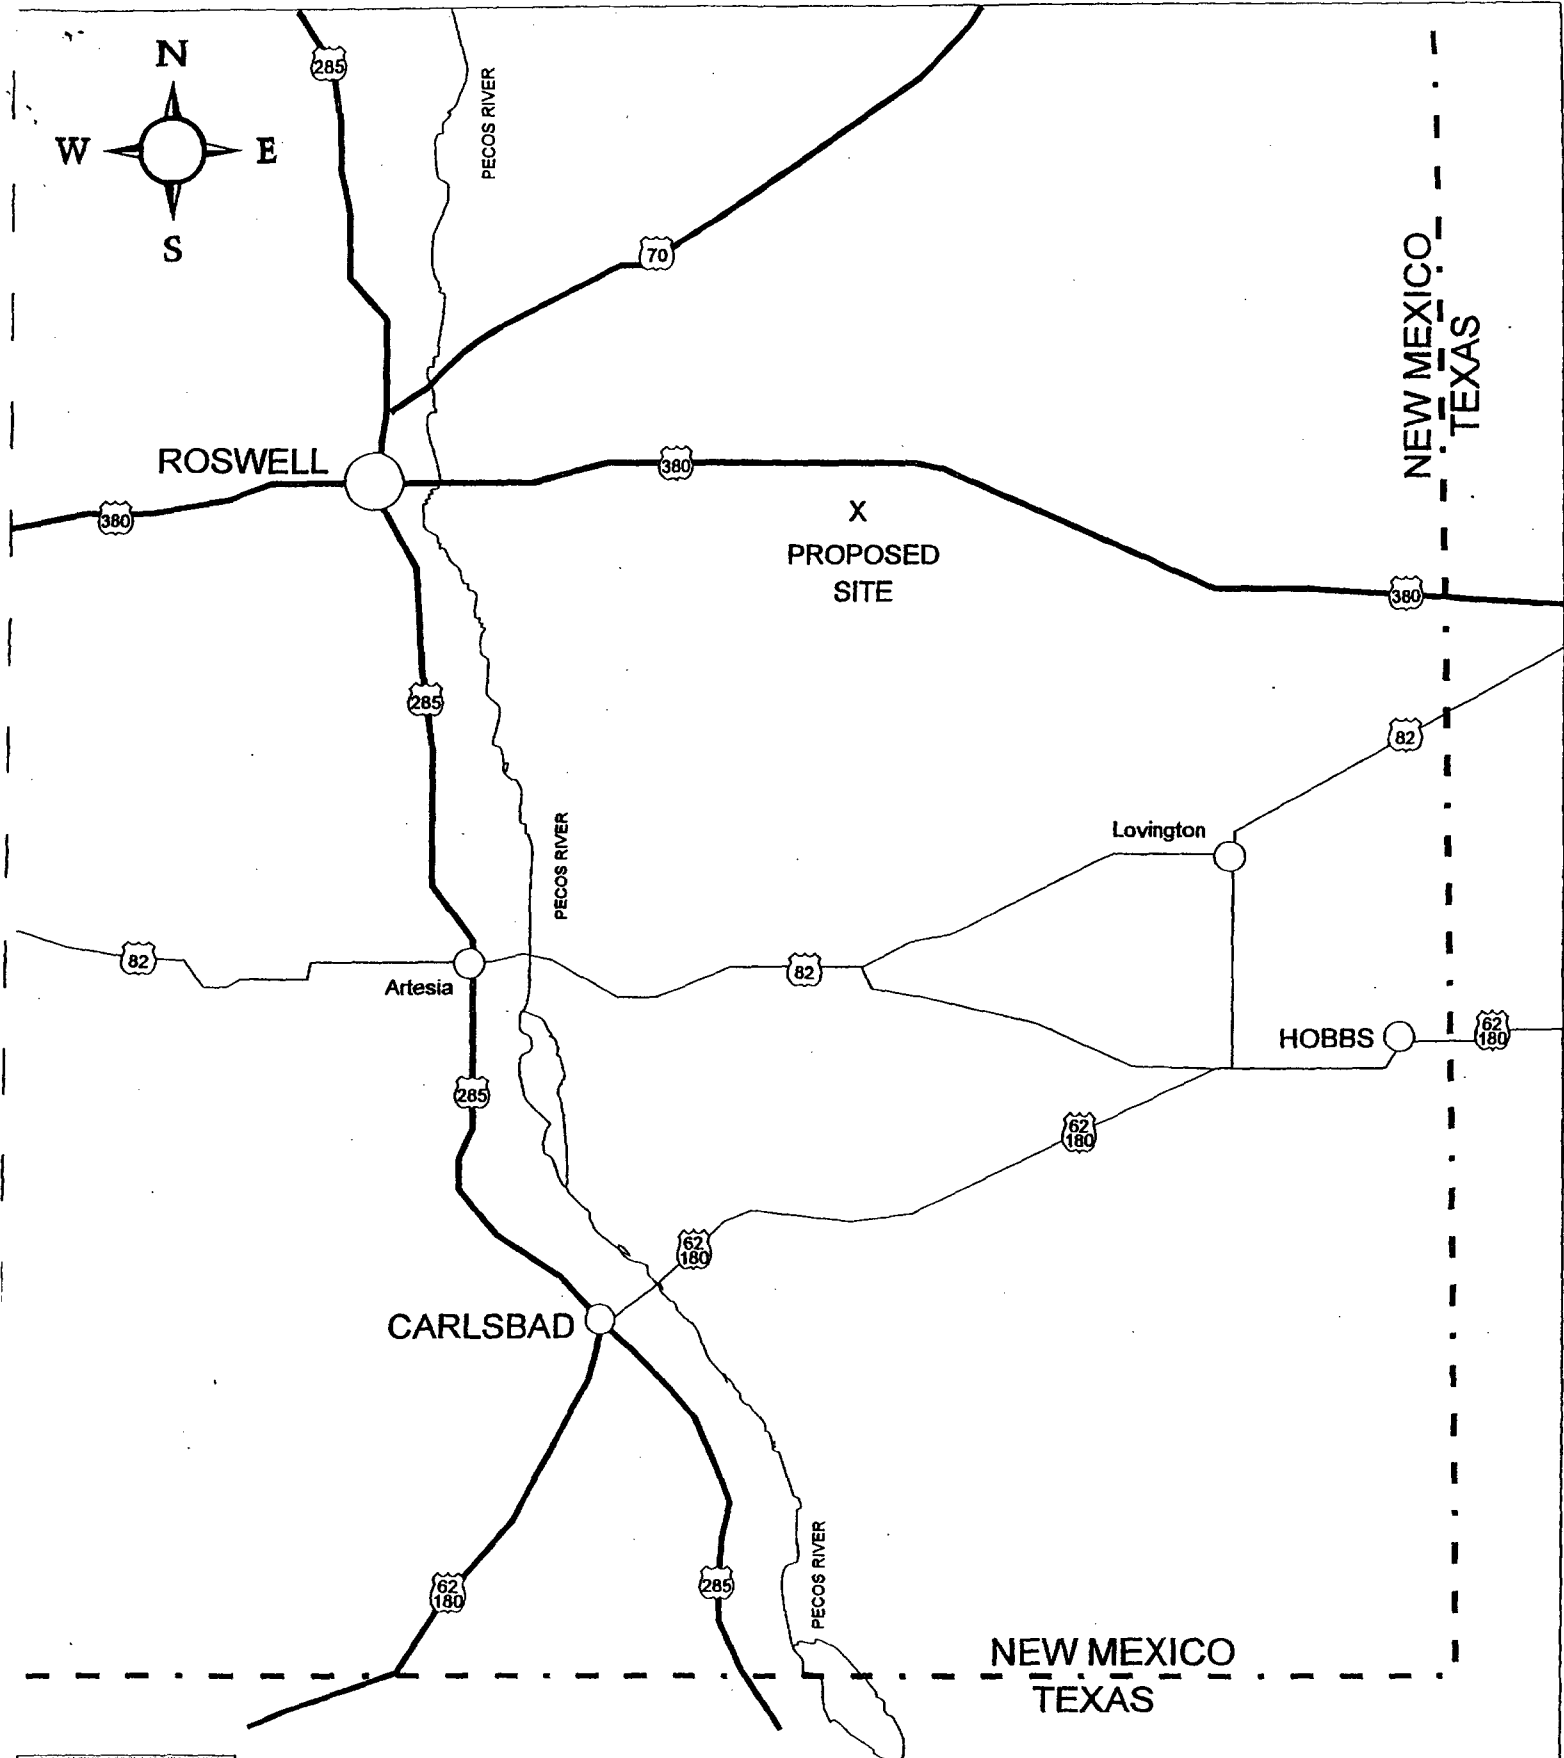 N
W E
S
285
PECOS RIVER
70
NEW MEXICO
TEXAS
ROSWELL
380
380
X
PROPOSED
SITE
380
285
82
Lovington
PECOS RIVER
82
Artesia
82
HOBBS
62
180
285
62
180
62
180
CARLSBAD
62
180
285
PECOS RIVER
NEW MEXICO
TEXAS